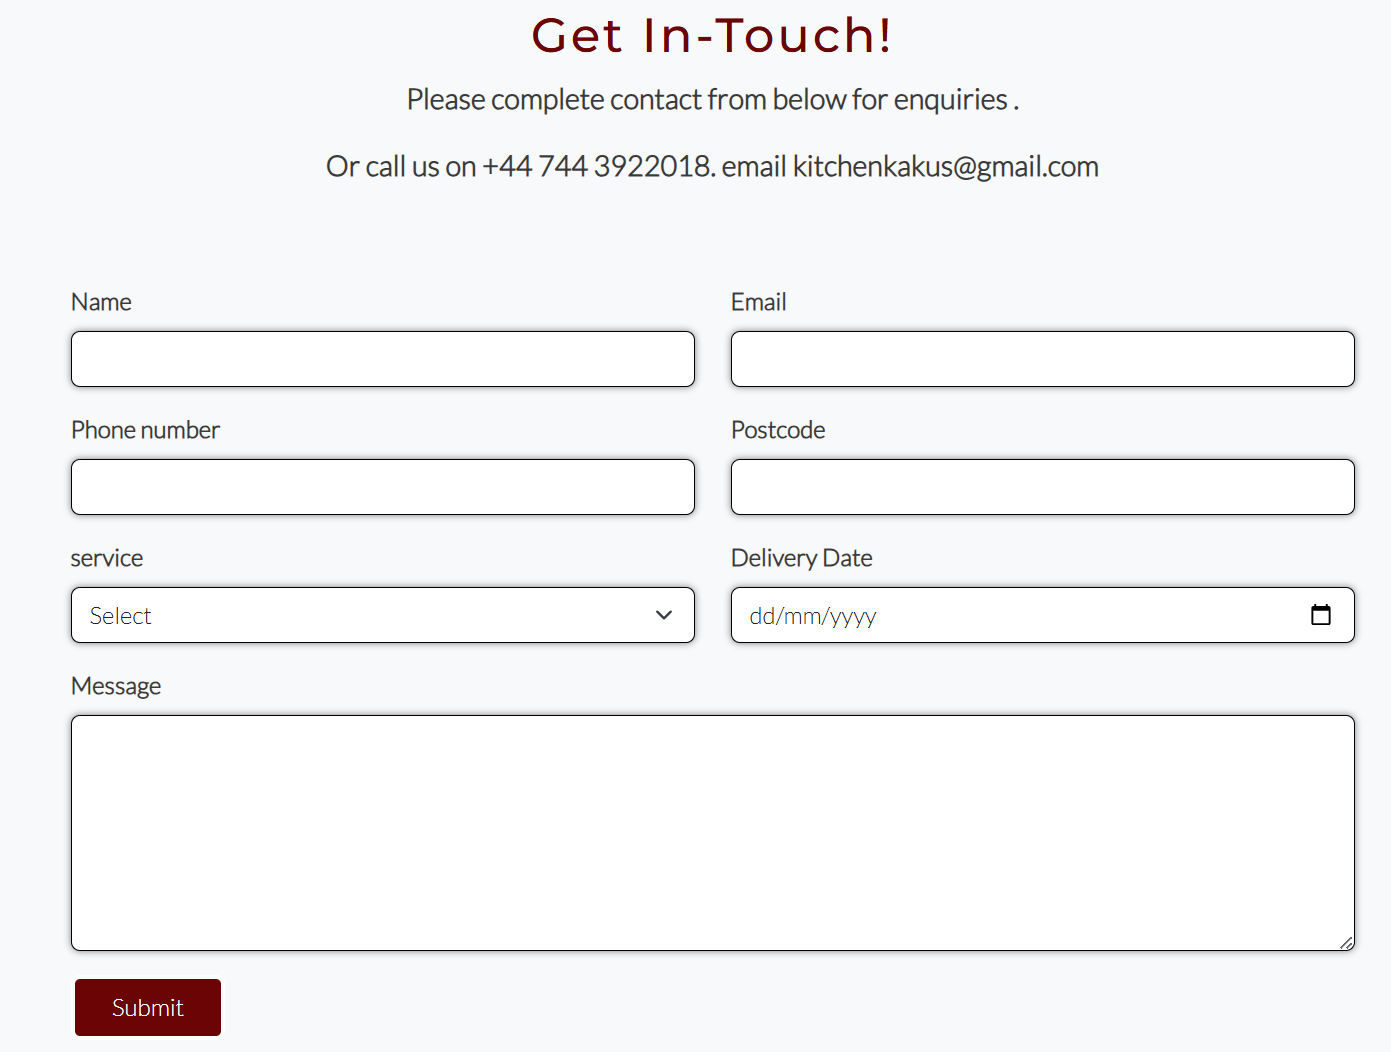 Get In-Touch!
Please complete contact from below for enquiries .
Or call us on +44 744 3922018. email kitchenkakus@gmail.com
Name
Email
Phone number
Postcode
service
Delivery Date
Select
dd/mm/yyyy
Message
Submit